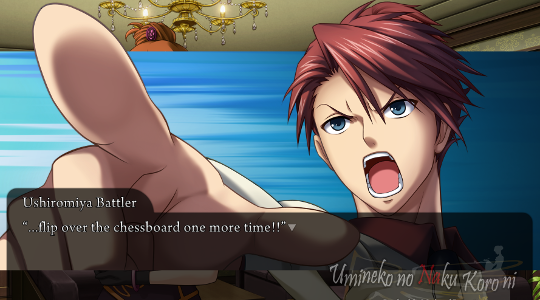 Ushiromiya Battler
“...flip over the chessboard one more time!!”
Umineko no Naku Koro ni